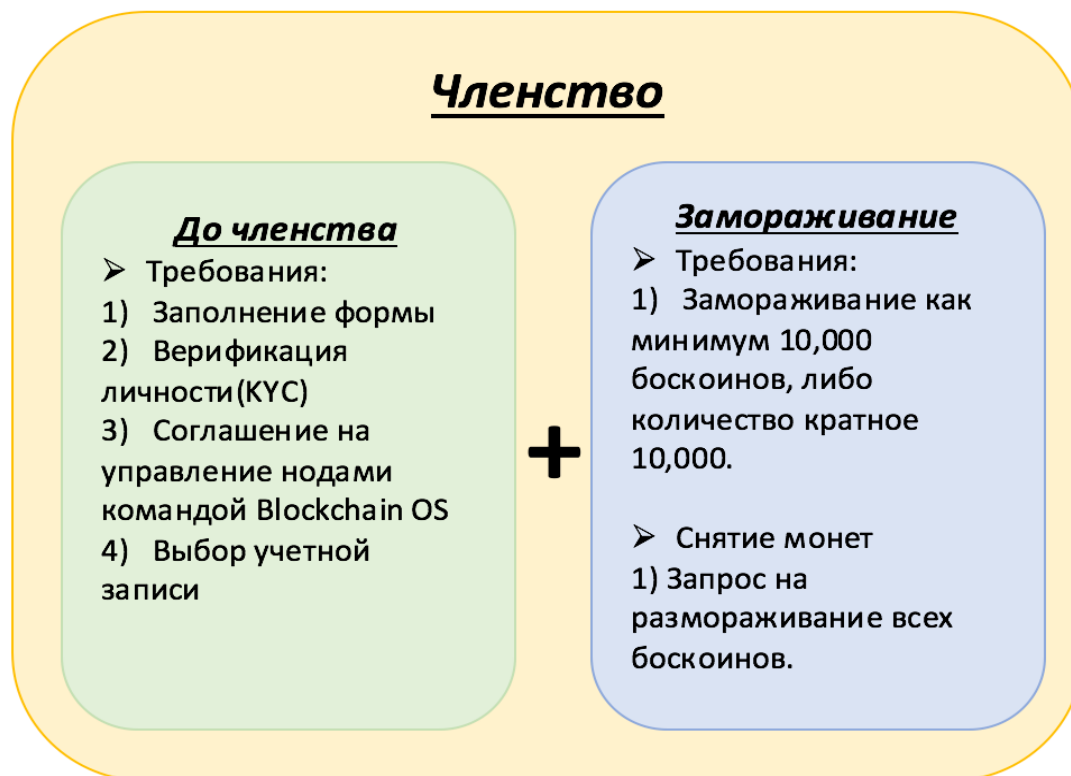 Членство
До членства
➢ Требования:
1) Заполнение формы
2) Верификация
личности(KYC)
3) Соглашение на
управление нодами
командой Blockchain OS
4) Выбор учетной
записи
+
Замораживание
➢ Требования:
1) Замораживание как
минимум 10,000
боскоинов, либо
количество кратное
10,000.
➢ Снятие монет
1) Запрос на
размораживание всех
боскоинов.